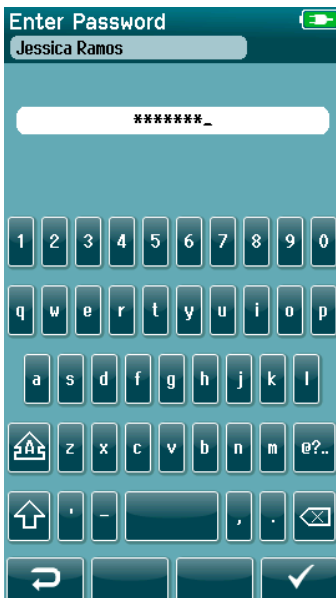 Enter Password
Jessica Ramos
*******_
1 2 3 4 5 6 7 8 9 0
q w e r t y u i o p
a s d f g h j k l
A z x c v b n m @?..
' - , .